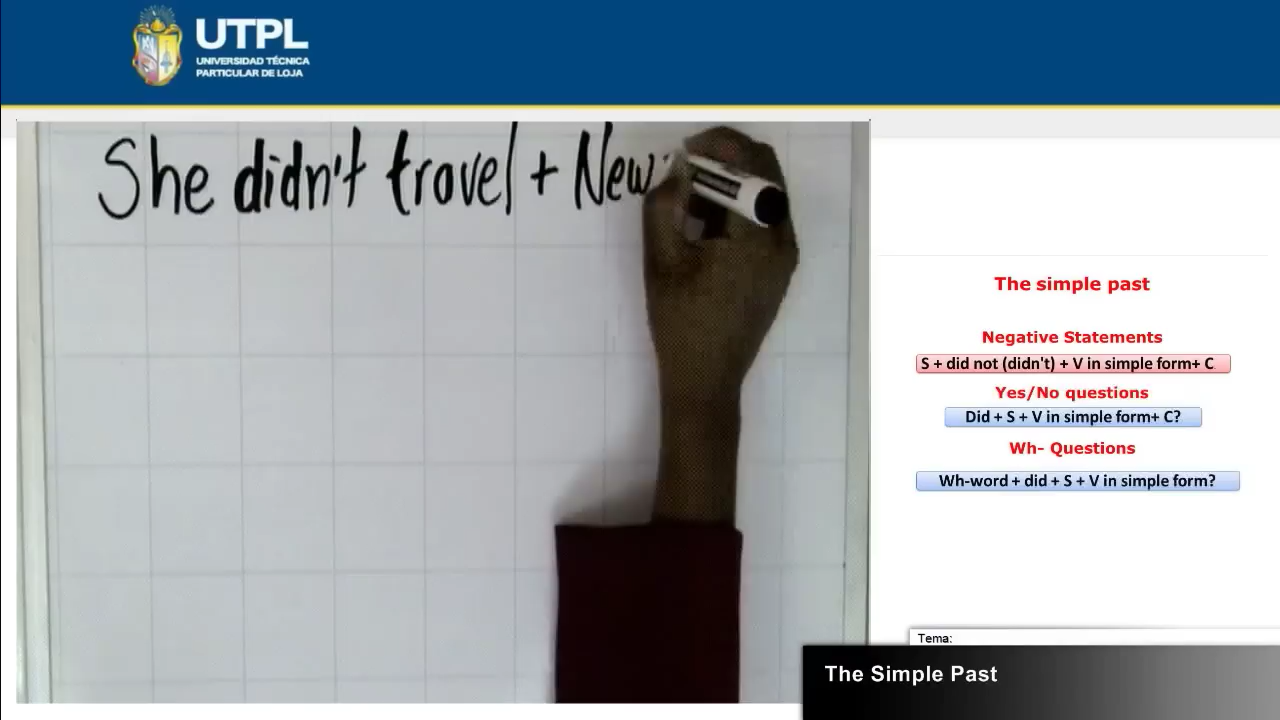 UTPL
UNIVERSIDAD TÉCNICA
PARTICULAR DE LOJA
She didn't travel + New
The simple past
Negative Statements
S + did not (didn't) + V in simple form+ C
Yes/No questions
Did + S + V in simple form+ C?
Wh- Questions
Wh-word + did + S + V in simple form?
Tema:
The Simple Past